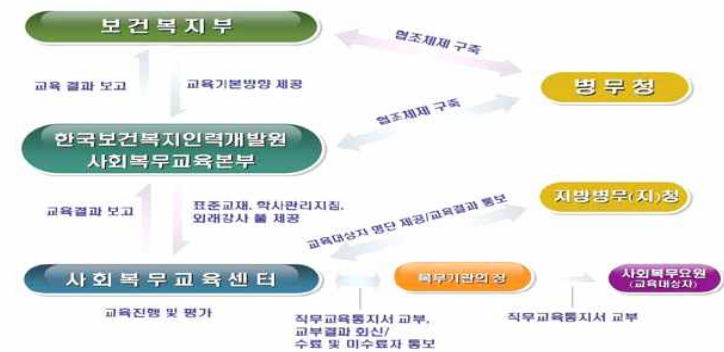 보건복지부
협조체제 구축
교육 결과 보고
교육기본방향 제공
병무청
협조체제 구축
한국보건복지인력개발원
사회복무교육본부
교육결과 보고
표준교재, 학사관리지침,
외래강사 풀 제공
지방병무(지)청
교육대상자 명단 제공/교육결과 통보
사회복무교육센터
복무기관의 장
사회복무요원
(교육대상자)
교육진행 및 평가
직무교육통지서 교부,
교부결과 회신/
수료 및 미수료자 통보
직무교육통지서 교부